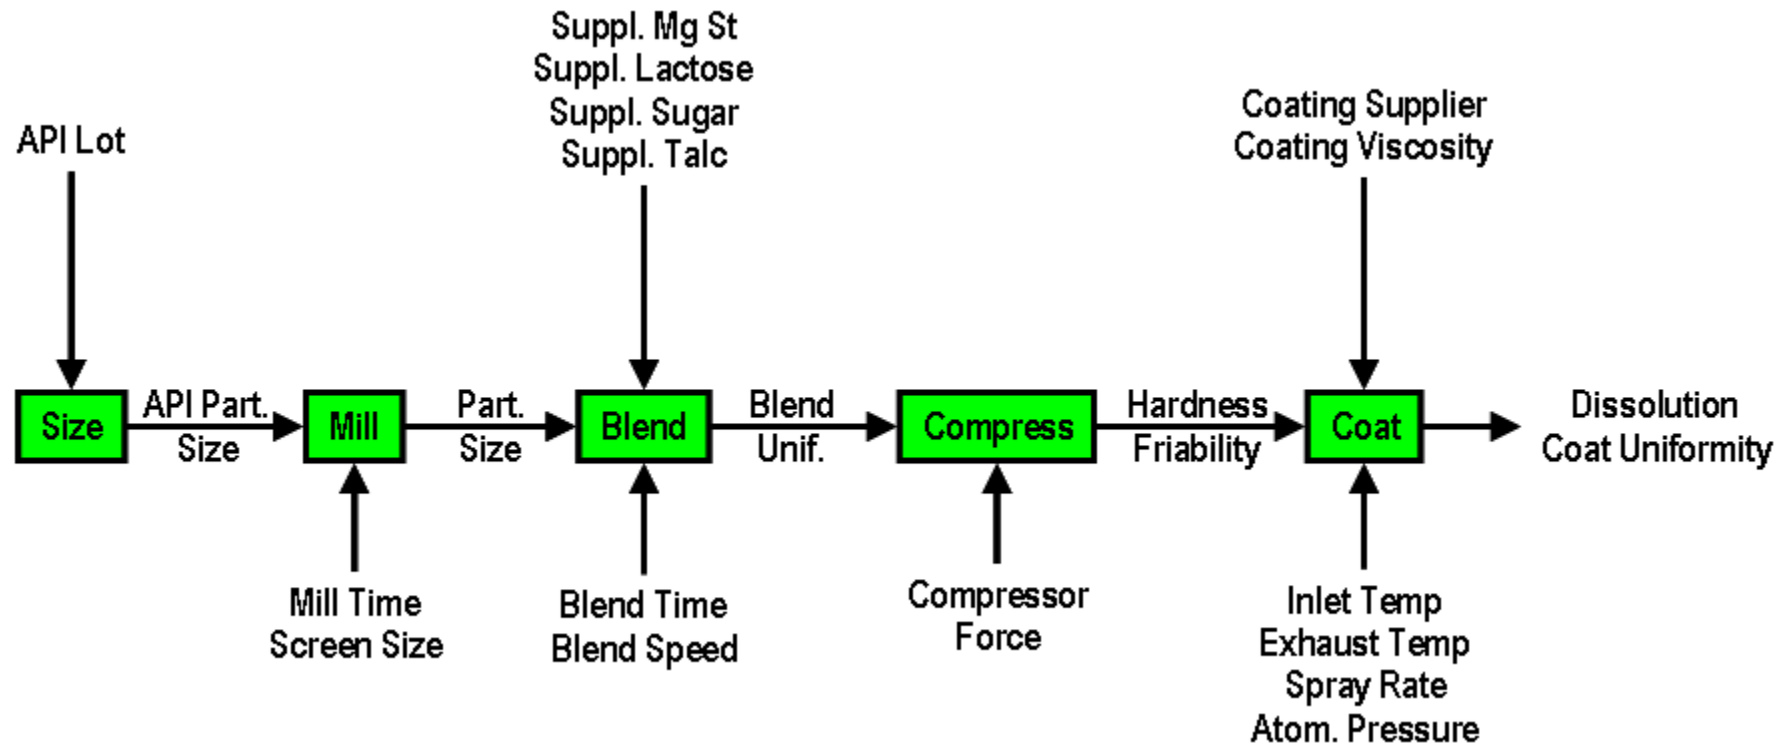 Suppl. Mg St
Suppl. Lactose
Suppl. Sugar
Suppl. Talc
API Lot
Coating Supplier
Coating Viscosity
Size
API Part.
Size
Mill
Part.
Size
Blend
Blend
Unif.
Compress
Hardness
Friability
Coat
Dissolution
Coat Uniformity
Mill Time
Screen Size
Blend Time
Blend Speed
Compressor
Force
Inlet Temp
Exhaust Temp
Spray Rate
Atom. Pressure